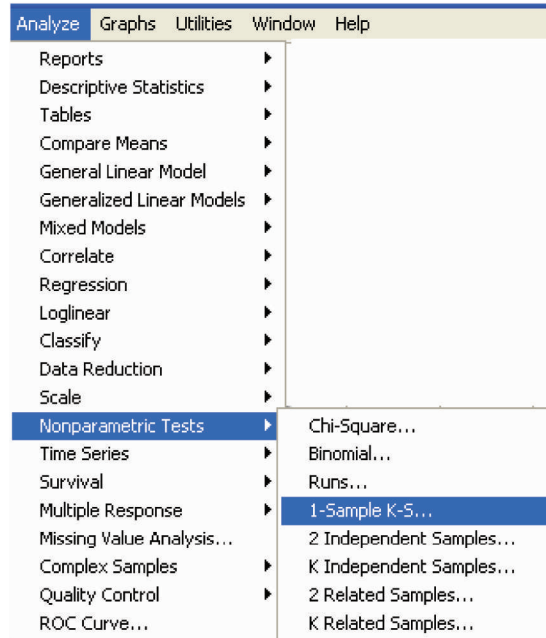 Analyze Graphs Utilities Window Help
Reports
Descriptive Statistics
Tables
Compare Means
General Linear Model
Generalized Linear Models
Mixed Models
Correlate
Regression
Loglinear
Classify
Data Reduction
Scale
Nonparametric Tests
Time Series
Survival
Multiple Response
Missing Value Analysis...
Complex Samples
Quality Control
ROC Curve...
Chi-Square...
Binomial...
Runs...
1-Sample K-S...
2 Independent Samples...
K Independent Samples...
2 Related Samples...
K Related Samples...